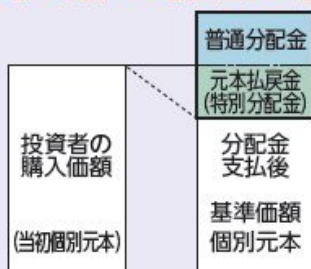 普通分配金
元本払戻金
(特別分配金)
投資者の
購入価額
(当初個別元本)
分配金
支払後
基準価額
個別元本